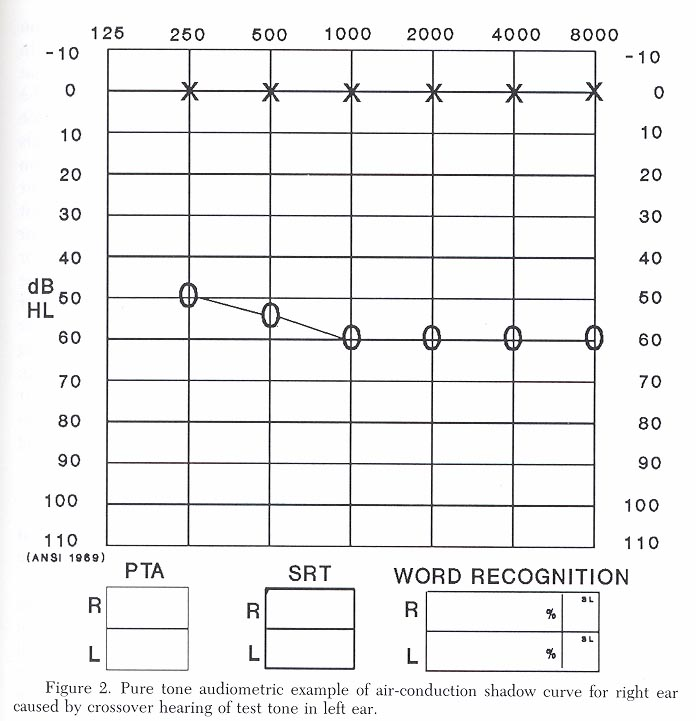 125 250 500 1000 2000 4000 8000
-10 -10
0 0
10 10
20 20
30 30
40 40
dB
HL
50 50
60 60
70 70
80 80
90 90
100 100
110 110
(ANSI 1969)
PTA SRT WORD RECOGNITION
R R R % SL
L L L % SL
Figure 2. Pure tone audiometric example of air-conduction shadow curve for right ear
caused by crossover hearing of test tone in left ear.